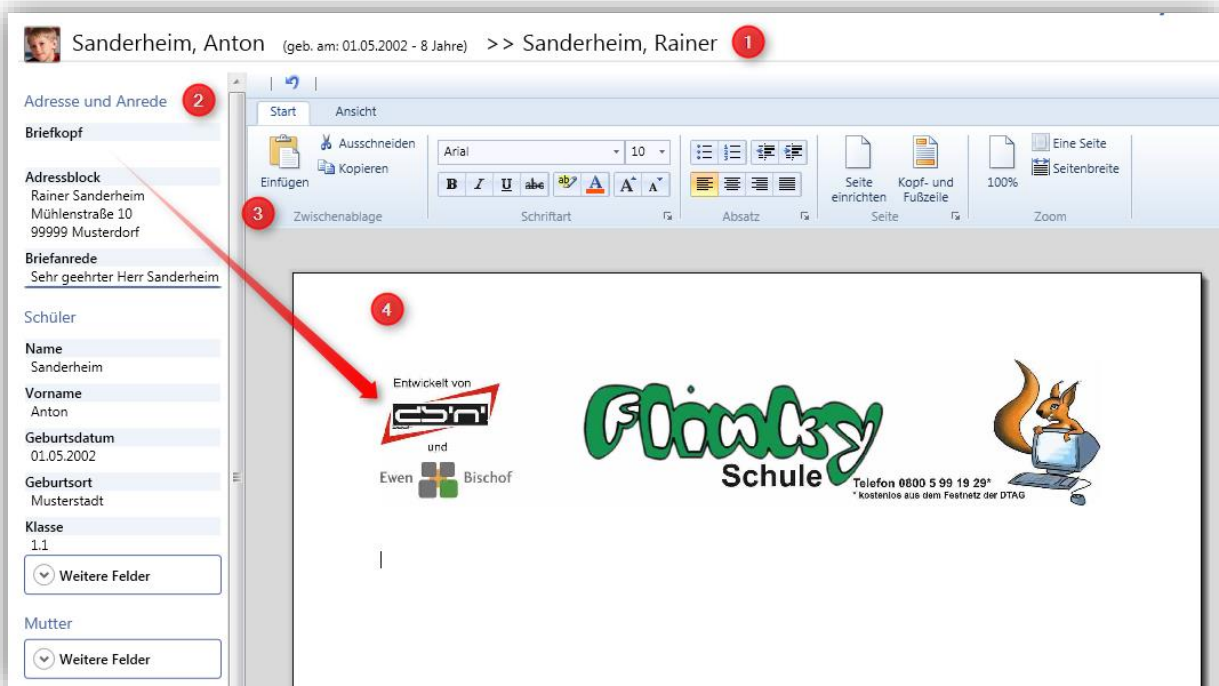 Sanderheim, Anton (geb. am: 01.05.2002 - 8 Jahre) >> Sanderheim, Rainer 1
Adresse und Anrede 2
Briefkopf
Adressblock
Rainer Sanderheim
Mühlenstraße 10
99999 Musterdorf
Briefanrede
Sehr geehrter Herr Sanderheim
Schüler
Name
Sanderheim
Vorname
Anton
Geburtsdatum
01.05.2002
Geburtsort
Musterstadt
Klasse
1.1
Weitere Felder
Mutter
Weitere Felder
Start Ansicht
Einfügen
Ausschneiden
Kopieren
3 Zwischenablage
Arial 10
B I U abc ab A A A
Schriftart
Absatz
Seite einrichten
Kopf- und Fußzeile
Seite
100%
Eine Seite
Seitenbreite
Zoom
4
Entwickelt von
und
Ewen Bischof
Flinky
Schule
Telefon 0800 5 99 19 29*
* kostenlos aus dem Festnetz der DTAG